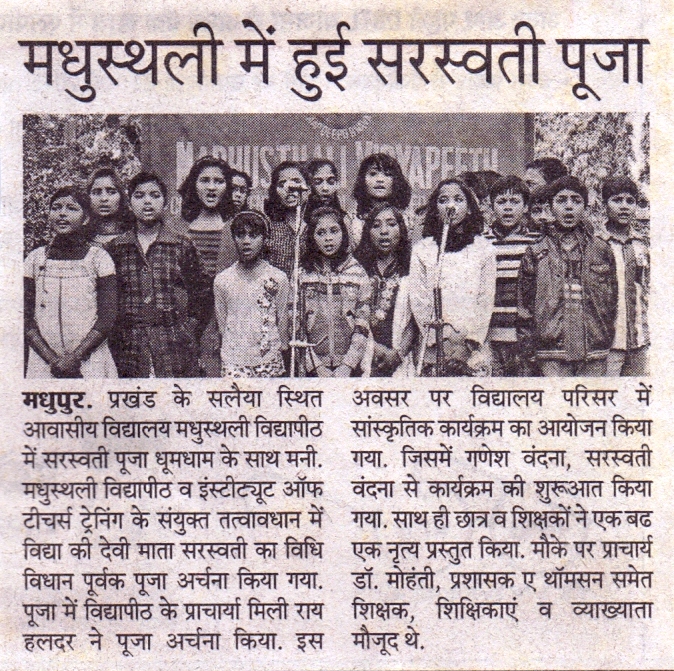 मधुस्थली में हुई सरस्वती पूजा
MADHUSTHALI VIDYAPEETH
मधुपुर. प्रखंड के सलैया स्थित
आवासीय विद्यालय मधुस्थली विद्यापीठ
में सरस्वती पूजा धूमधाम के साथ मनी.
मधुस्थली विद्यापीठ व इंस्टीट्यूट ऑफ
टीचर्स ट्रेनिंग के संयुक्त तत्वावधान में
विद्या की देवी माता सरस्वती का विधि
विधान पूर्वक पूजा अर्चना किया गया.
पूजा में विद्यापीठ के प्राचार्या मिली राय
हलदर ने पूजा अर्चना किया. इस
अवसर पर विद्यालय परिसर में
सांस्कृतिक कार्यक्रम का आयोजन किया
गया. जिसमें गणेश वंदना, सरस्वती
वंदना से कार्यक्रम की शुरूआत किया
गया. साथ ही छात्र व शिक्षकों ने एक बढ
एक नृत्य प्रस्तुत किया. मौके पर प्राचार्य
डॉ. मोहंती, प्रशासक ए थॉमसन समेत
शिक्षक, शिक्षिकाएं व व्याख्याता
मौजूद थे.